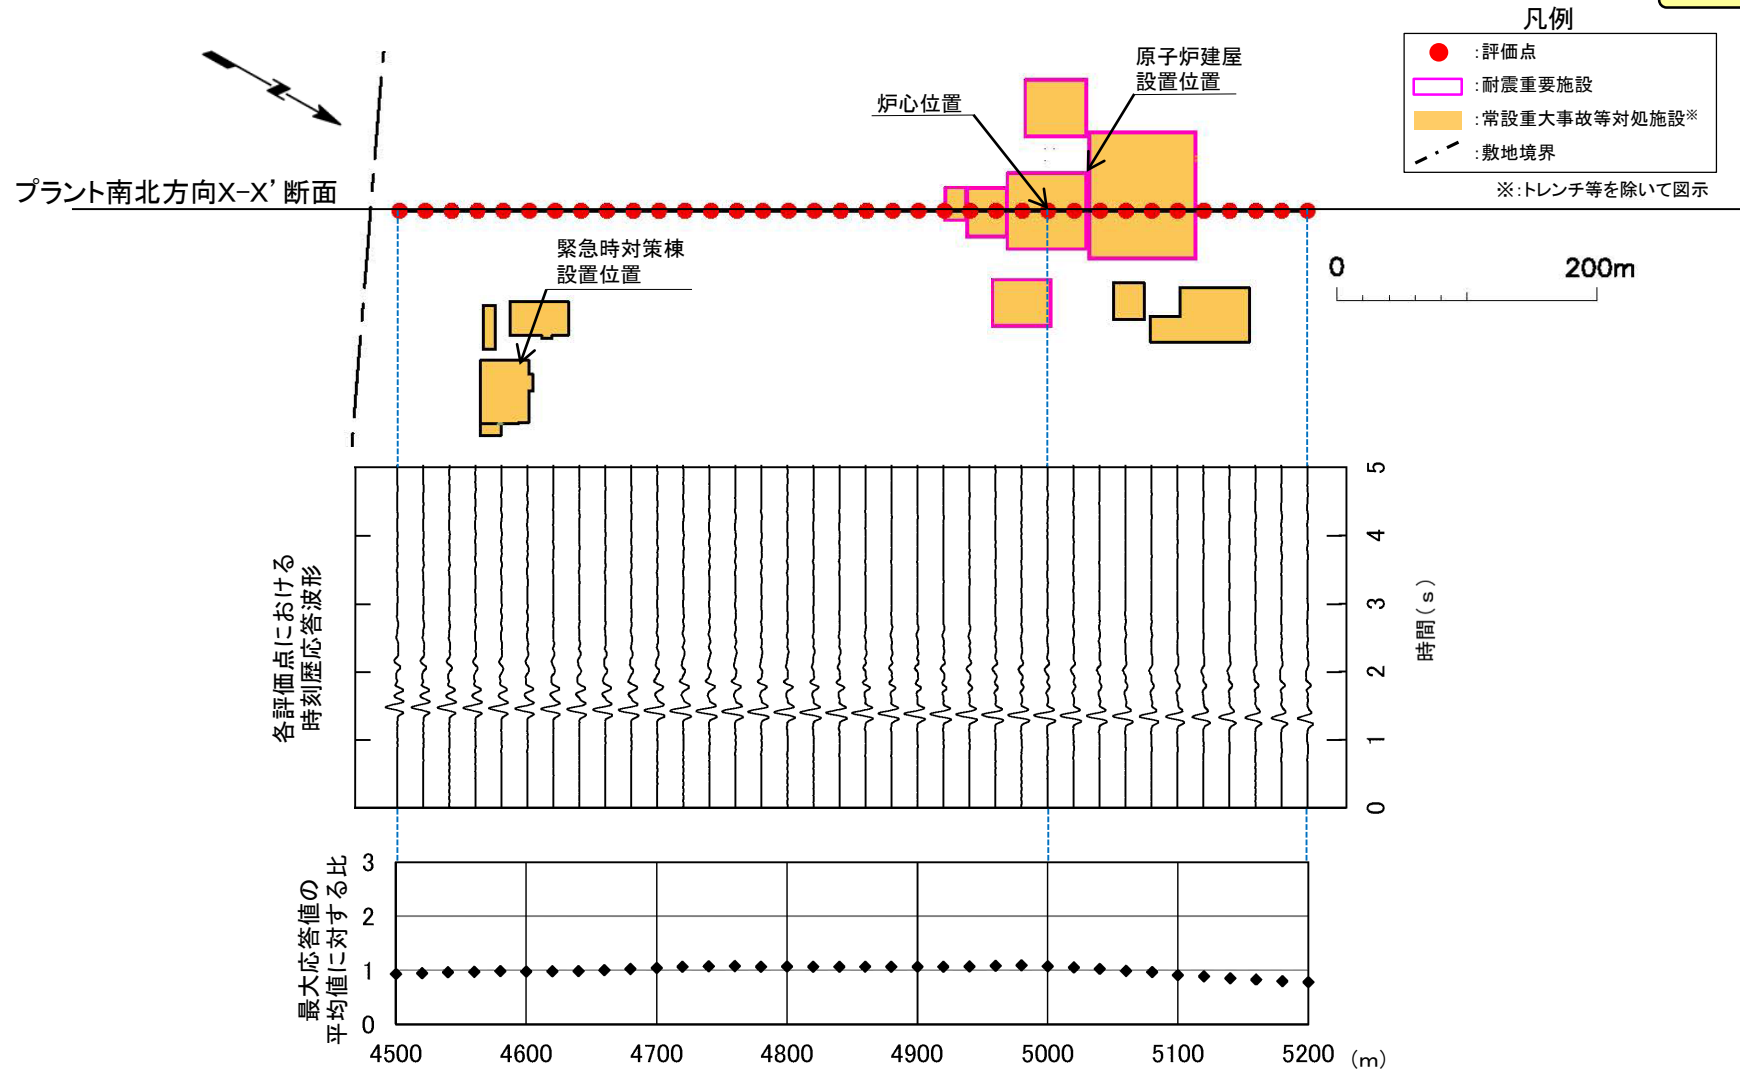 凡例
:評価点
:耐震重要施設
:常設重大事故等対処施設※
:敷地境界
※:トレンチ等を除いて図示
原子炉建屋
設置位置
炉心位置
プラント南北方向X-X’断面
緊急時対策棟
設置位置
0 200m
各評価点における
時刻歴応答波形
5
4
3
2
1
0
時間(s)
最大応答値の
平均値に対する比
3
2
1
0
4500 4600 4700 4800 4900 5000 5100 5200 (m)